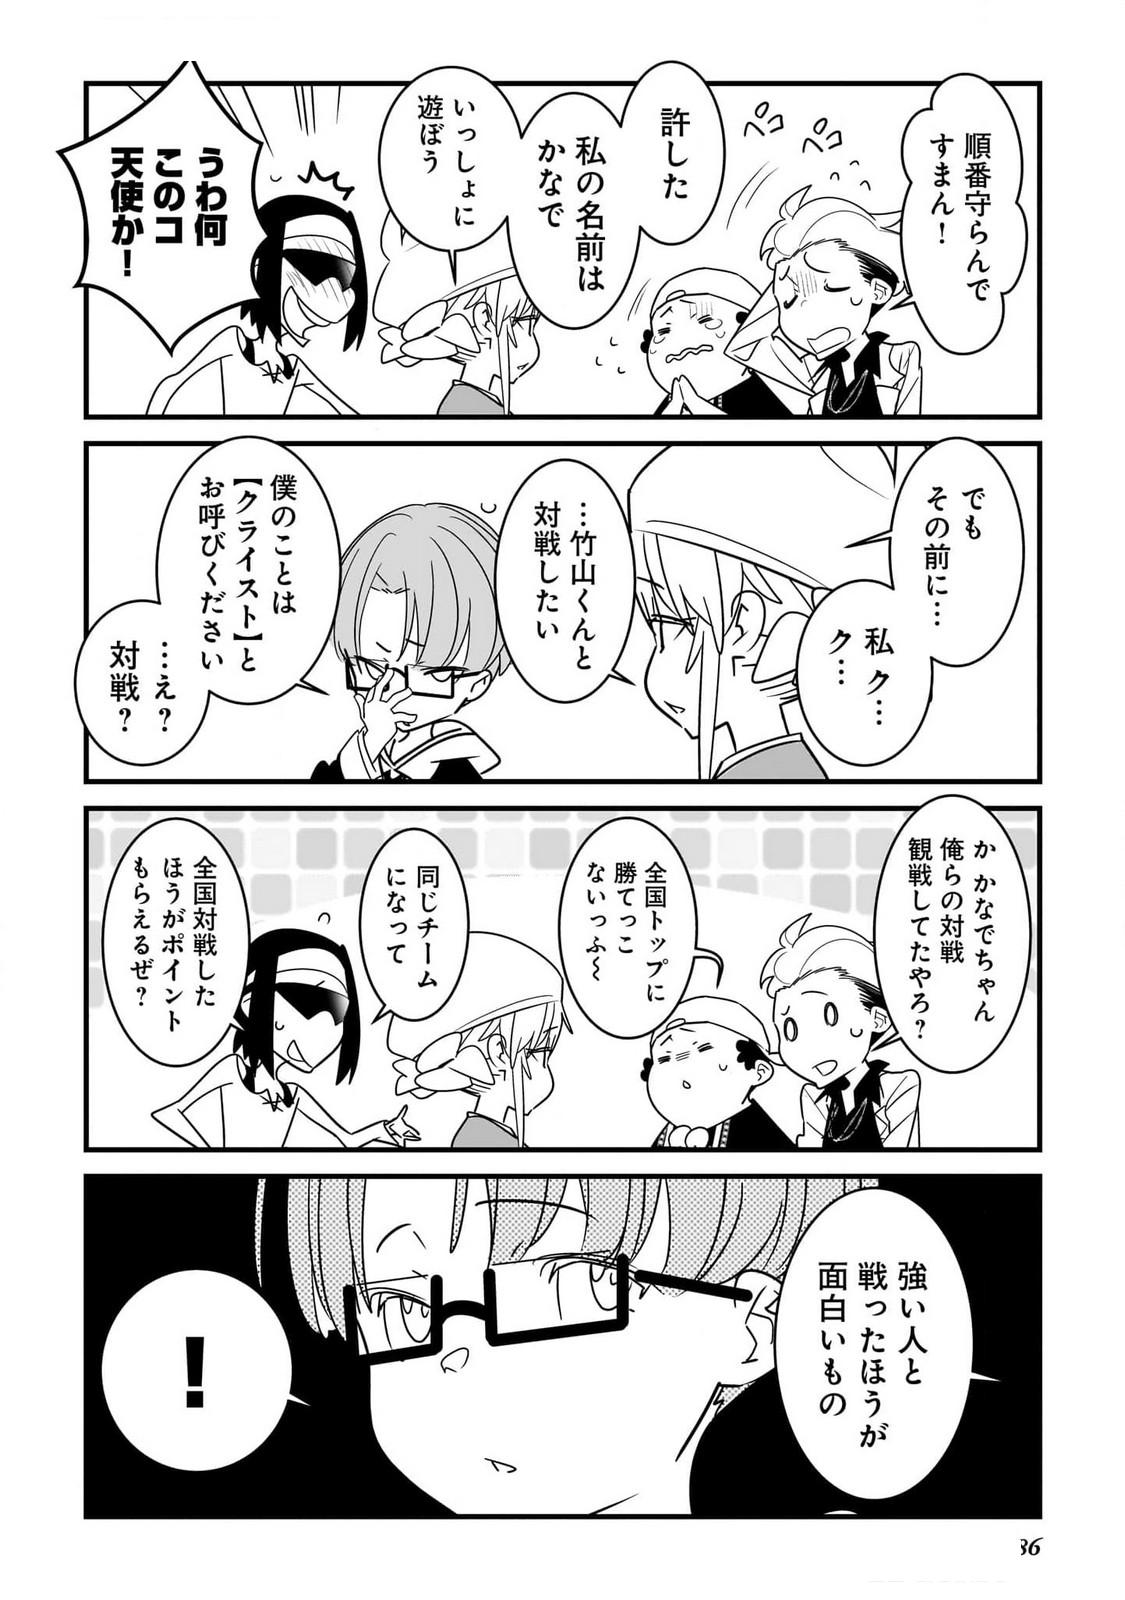 順番守らんで
すまん！
ペコ
ペコ
許した
私の名前は
かなで
いっしょに
遊ぼう
うわ何
このコ
天使か！
でも
その前に…
私 ク…
ク…
…竹山くんと
対戦したい
僕のことは
【クライスト】と
お呼びください
…え？
対戦？
か かなでちゃん
俺らの対戦
観戦してたやろ？
全国トップに
勝てっこ
ないっふ～
同じチーム
になって
全国対戦した
ほうがポイント
もらえるぜ？
強い人と
戦ったほうが
面白いもの
！
86